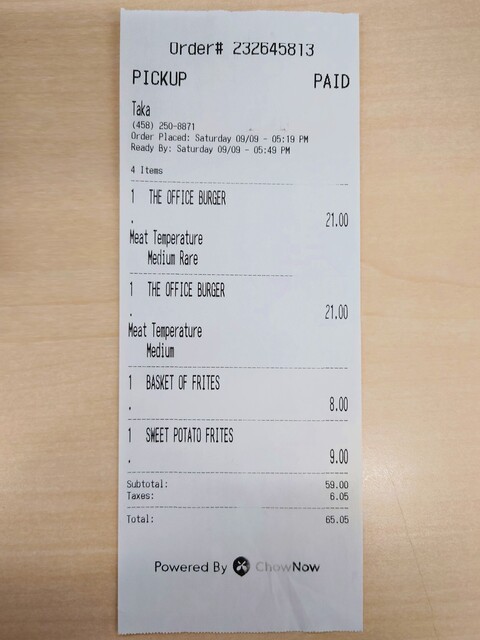 Order# 232645813
PICKUP PAID
Taka
(458) 250-8871
Order Placed: Saturday 09/09 - 05:19 PM
Ready By: Saturday 09/09 - 05:49 PM
4 Items
1 THE OFFICE BURGER
. 21.00
Meat Temperature
Medium Rare
1 THE OFFICE BURGER
. 21.00
Meat Temperature
Medium
1 BASKET OF FRITES
. 8.00
1 SWEET POTATO FRITES
. 9.00
Subtotal: 59.00
Taxes: 6.05
Total: 65.05
Powered By ChowNow